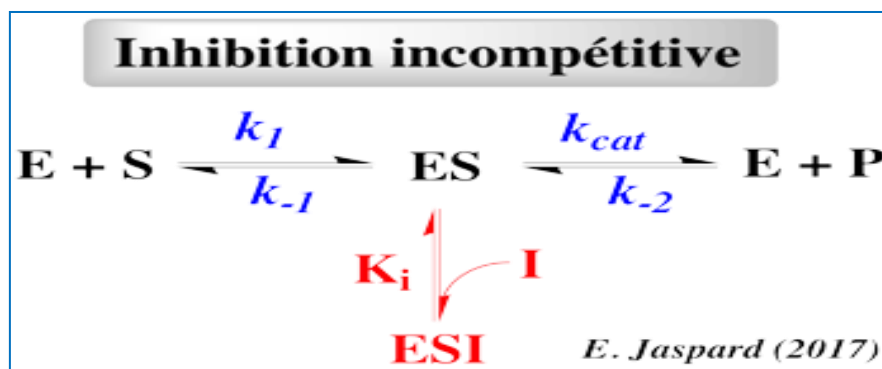 Inhibition incompétitive
k1 kcat
E + S ES E + P
k-1 k-2
Ki I
ESI E. Jaspard (2017)